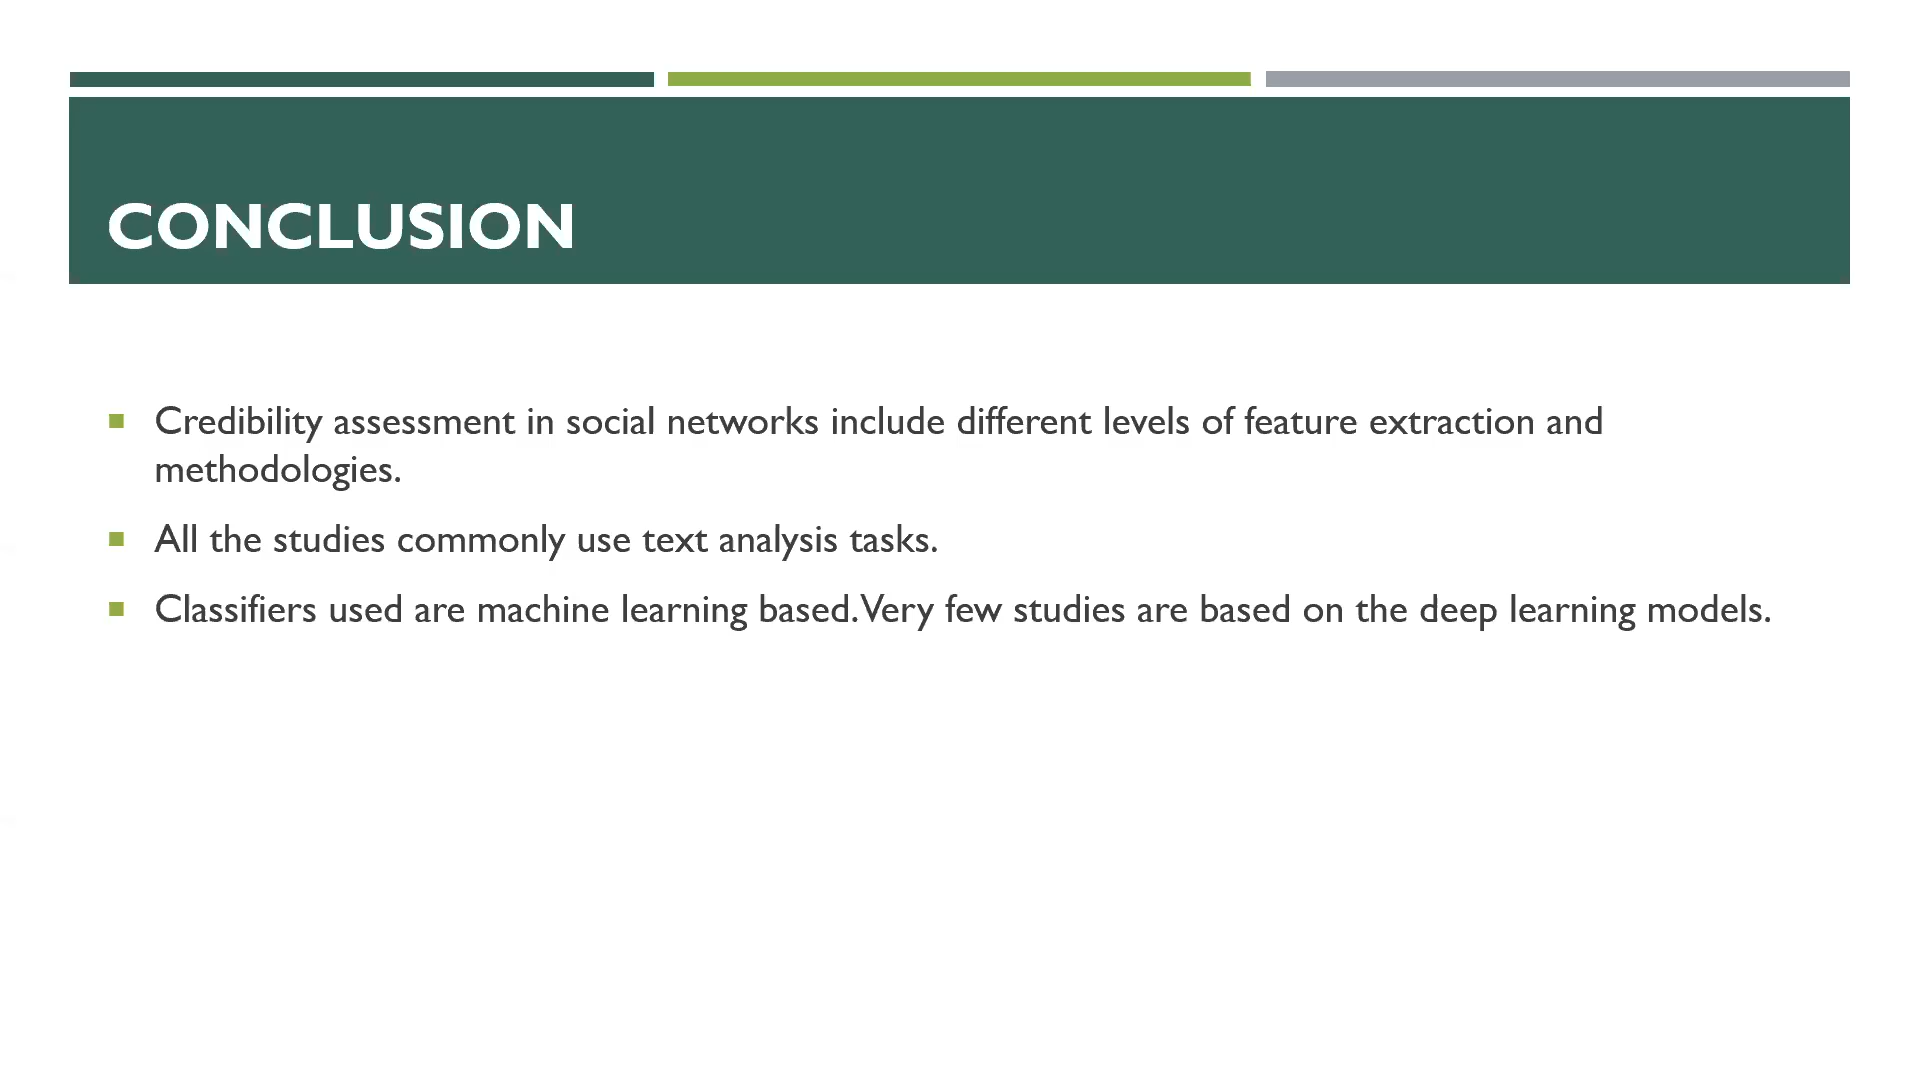 CONCLUSION
Credibility assessment in social networks include different levels of feature extraction and
methodologies.
All the studies commonly use text analysis tasks.
Classifiers used are machine learning based. Very few studies are based on the deep learning models.